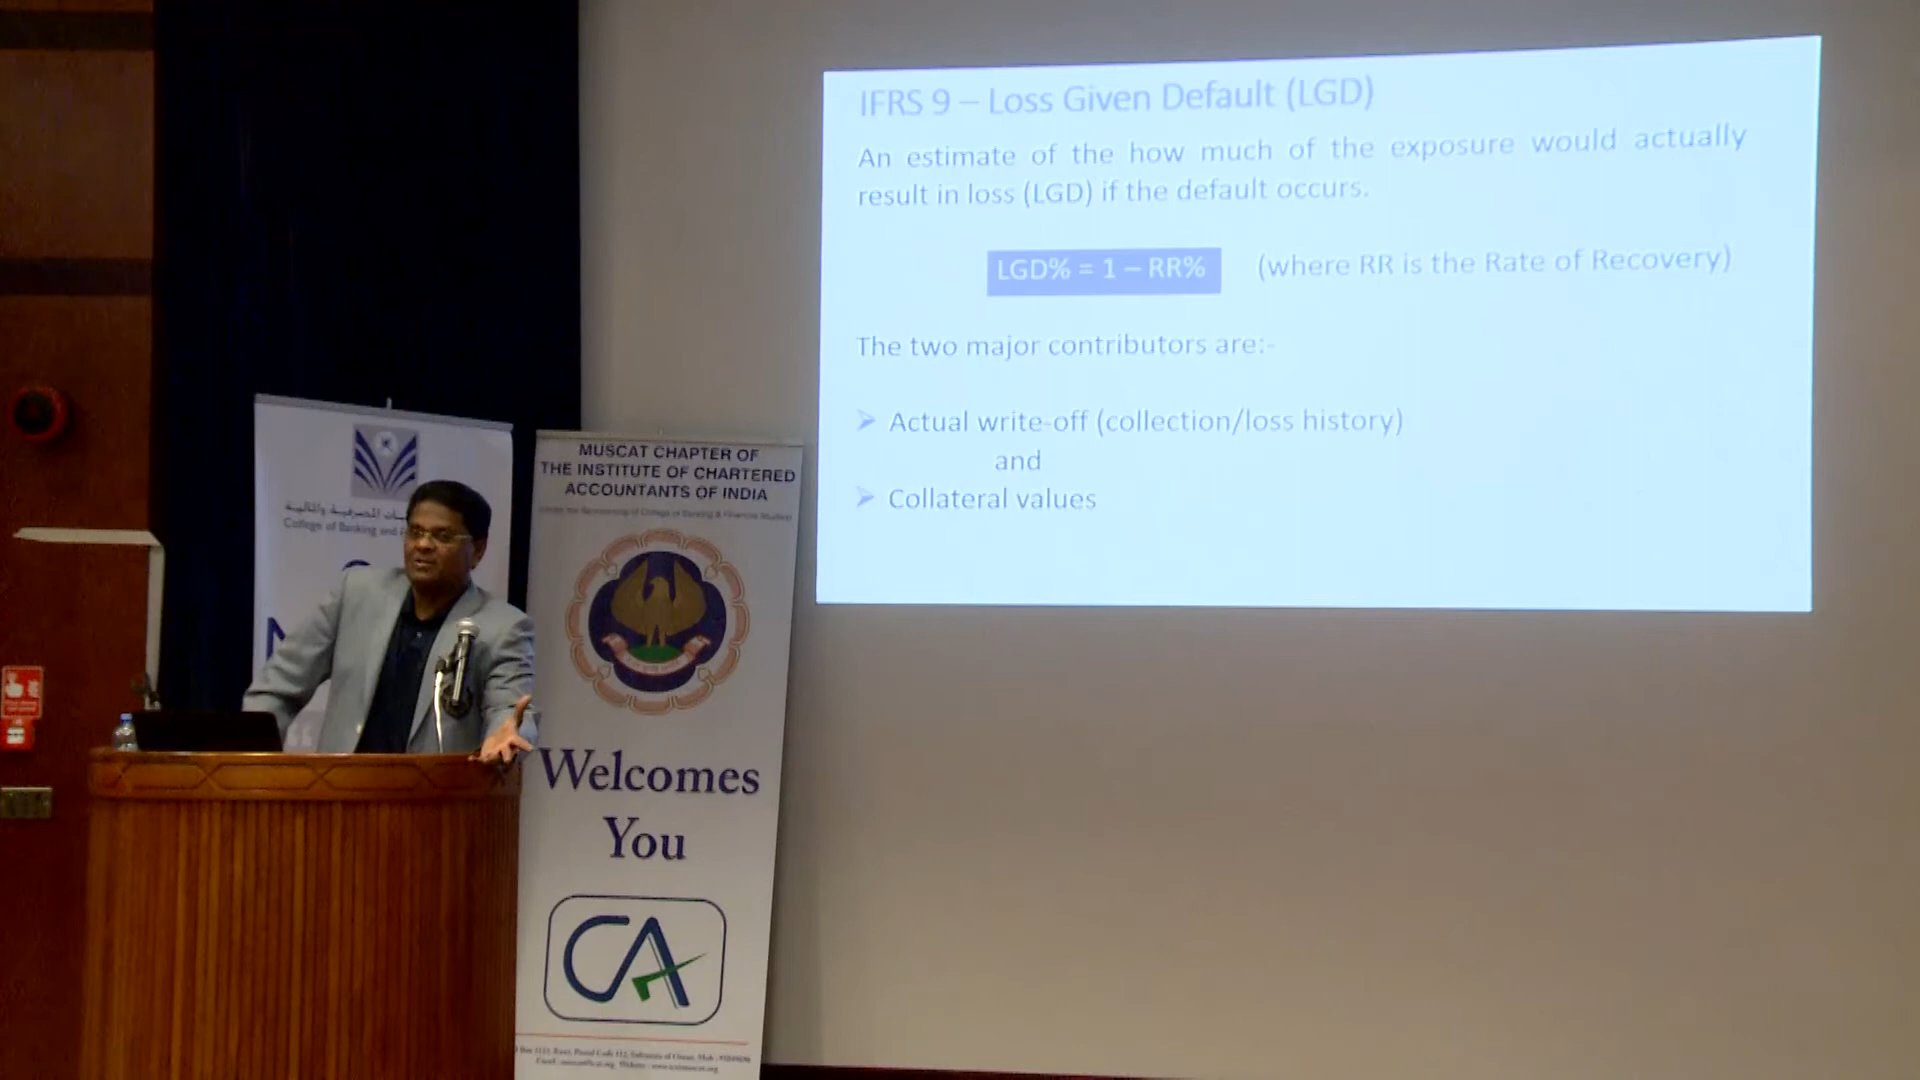 IFRS 9 – Loss Given Default (LGD)
An estimate of the how much of the exposure would actually
result in loss (LGD) if the default occurs.
LGD% = 1 – RR%
(where RR is the Rate of Recovery)
The two major contributors are:-
Actual write-off (collection/loss history)
and
Collateral values
College of Banking and
MUSCAT CHAPTER OF
THE INSTITUTE OF CHARTERED
ACCOUNTANTS OF INDIA
Welcomes
You
CA